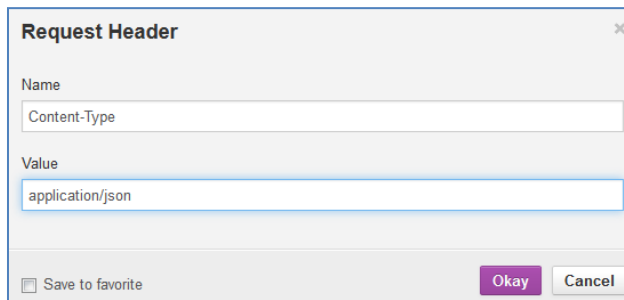 Request Header
×
Name
Content-Type
Value
application/json
Save to favorite
Okay
Cancel